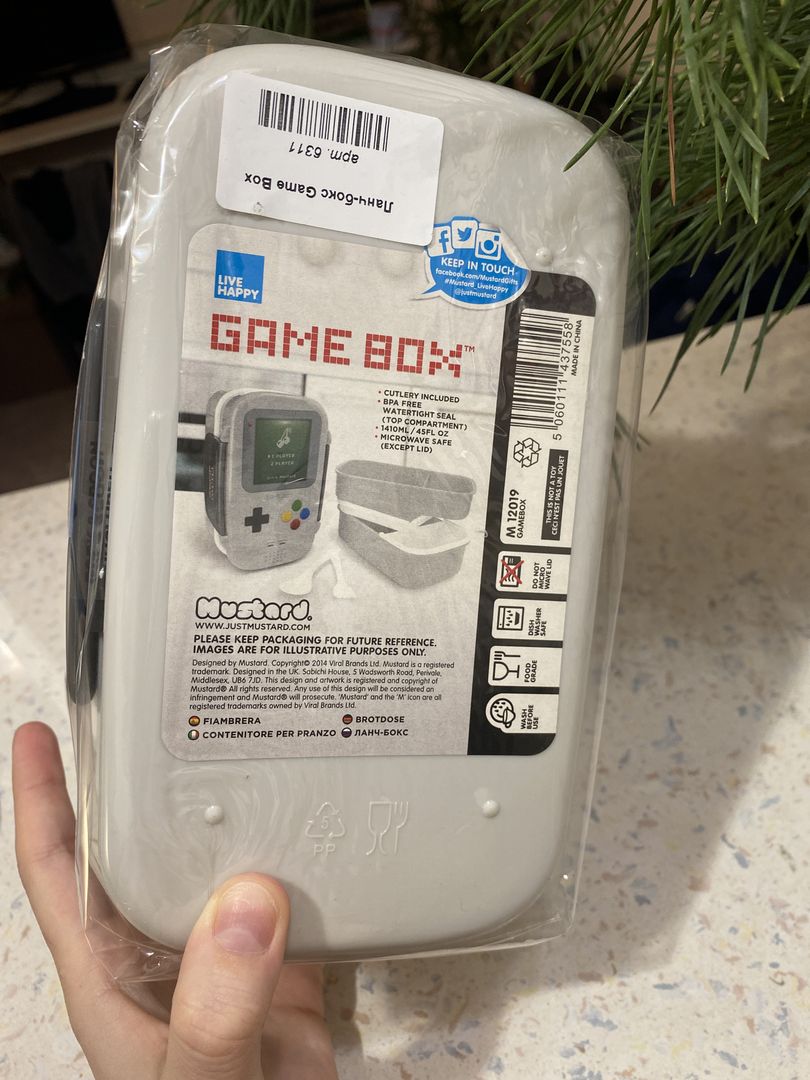 Ланч-бокс Game Box
арт. 6311
KEEP IN TOUCH
facebook.com/MustardGifts
#Mustard_LiveHappy
@justmustard
LIVE
HAPPY
GAME BOX™
• CUTLERY INCLUDED
• BPA FREE
WATERTIGHT SEAL
(TOP COMPARTMENT)
• 1410ML / 45FL OZ
• MICROWAVE SAFE
(EXCEPT LID)
1 PLAYER
2 PLAYER
Mustard®
WWW.JUSTMUSTARD.COM
PLEASE KEEP PACKAGING FOR FUTURE REFERENCE.
IMAGES ARE FOR ILLUSTRATIVE PURPOSES ONLY.
Designed by Mustard. Copyright© 2014 Viral Brands Ltd. Mustard is a registered
trademark. Designed in the UK. Sabichi House, 5 Wadsworth Road, Perivale,
Middlesex, UB6 7JD. This design and artwork is registered and copyright of
Mustard® All rights reserved. Any use of this design will be considered an
infringement and Mustard® will prosecute. 'Mustard' and the 'M' icon are all
registered trademarks owned by Viral Brands Ltd.
FIAMBRERA
BROTDOSE
CONTENITORE PER PRANZO
ЛАНЧ-БОКС
5 060111 437558
MADE IN CHINA
M 12019
GAMEBOX
THIS IS NOT A TOY
CECI N'EST PAS UN JOUET
DO NOT
MICRO
WAVE LID
DISH
WASHER
SAFE
FOOD
GRADE
WASH
BEFORE
USE
5
PP